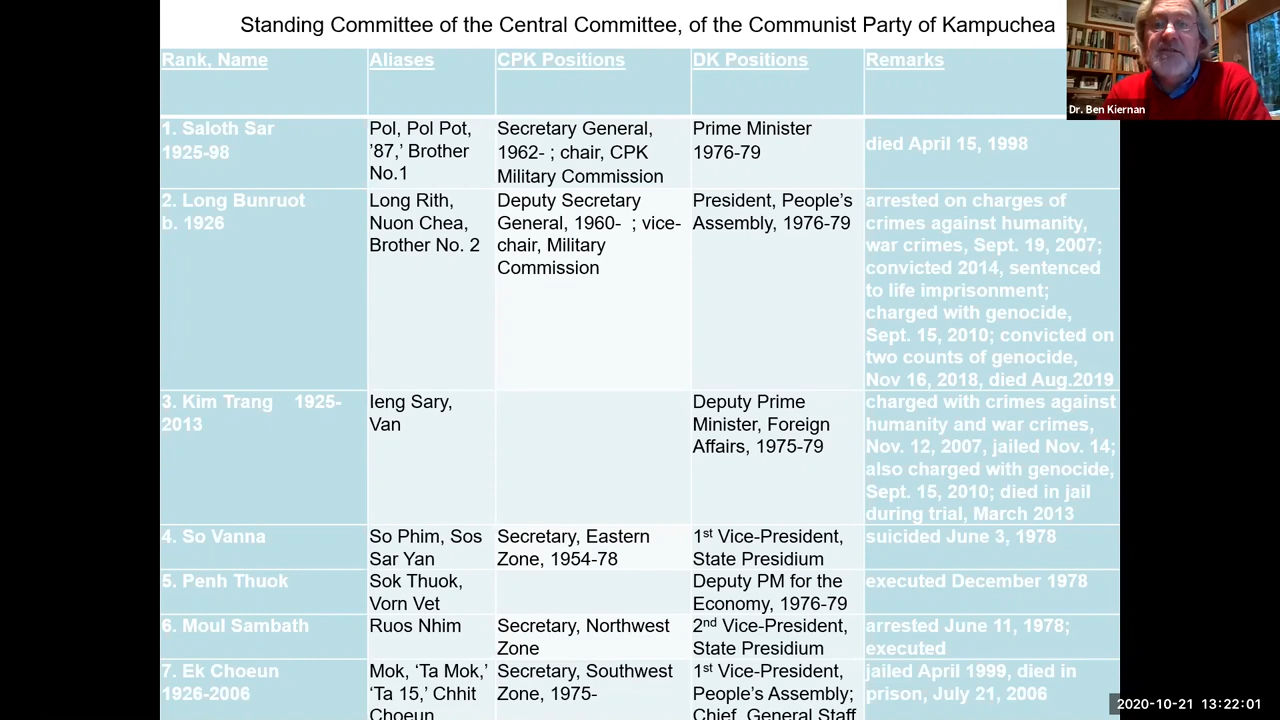 Standing Committee of the Central Committee, of the Communist Party of Kampuchea
Dr. Ben Kiernan
Rank, Name
Aliases
CPK Positions
DK Positions
Remarks
1. Saloth Sar
1925-98
Pol, Pol Pot,
’87,’ Brother
No.1
Secretary General,
1962- ; chair, CPK
Military Commission
Prime Minister
1976-79
died April 15, 1998
2. Long Bunruot
b. 1926
Long Rith,
Nuon Chea,
Brother No. 2
Deputy Secretary
General, 1960- ; vice-
chair, Military
Commission
President, People’s
Assembly, 1976-79
arrested on charges of
crimes against humanity,
war crimes, Sept. 19, 2007;
convicted 2014, sentenced
to life imprisonment;
charged with genocide,
Sept. 15, 2010; convicted on
two counts of genocide,
Nov 16, 2018, died Aug.2019
3. Kim Trang 1925-
2013
Ieng Sary,
Van
Deputy Prime
Minister, Foreign
Affairs, 1975-79
charged with crimes against
humanity and war crimes,
Nov. 12, 2007, jailed Nov. 14;
also charged with genocide,
Sept. 15, 2010; died in jail
during trial, March 2013
4. So Vanna
So Phim, Sos
Sar Yan
Secretary, Eastern
Zone, 1954-78
1st Vice-President,
State Presidium
suicided June 3, 1978
5. Penh Thuok
Sok Thuok,
Vorn Vet
Deputy PM for the
Economy, 1976-79
executed December 1978
6. Moul Sambath
Ruos Nhim
Secretary, Northwest
Zone
2nd Vice-President,
State Presidium
arrested June 11, 1978;
executed
7. Ek Choeun
1926-2006
Mok, ‘Ta Mok,’
‘Ta 15,’ Chhit
Choeun
Secretary, Southwest
Zone, 1975-
1st Vice-President,
People’s Assembly;
Chief, General Staff
jailed April 1999, died in
prison, July 21, 2006
2020-10-21 13:22:01